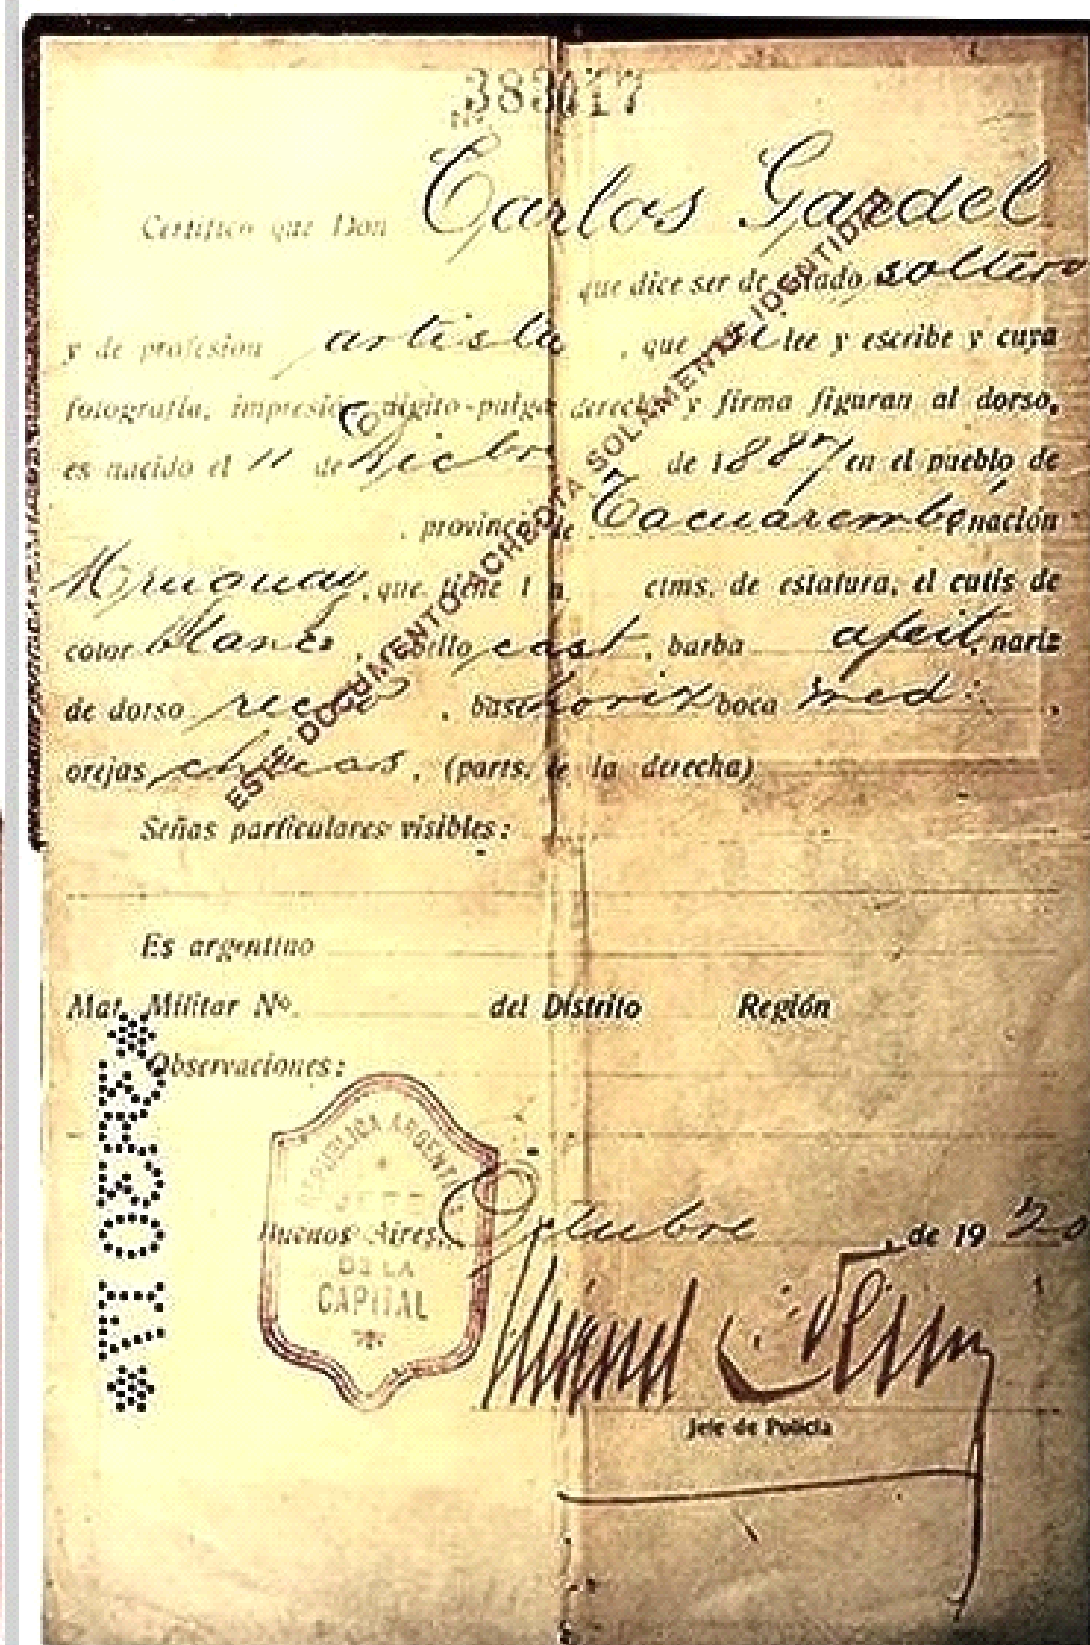 383017
Certifico que Don Carlos Gardel
que dice ser de estado soltero
y de profesión artista, que si lee y escribe y cuya
fotografía, impresión dígito-pulgar derecho y firma figuran al dorso,
es nacido el 11 de Dicbre de 1887 en el pueblo de
, provincia de Tacuarembó nación
Uruguay, que tiene 1 m ctms. de estatura, el cutis de
color blanco, cabello cast, barba afeit, nariz
de dorso recto, base horix boca med:,
orejas chicas, (parts. de la derecha)
Señas particulares visibles:
Es argentino
Mat. Militar Nº. del Distrito Región
Observaciones:
Buenos Aires, Octubre de 1920
Jefe de Policía
ESTE DOCUMENTO ACREDITA SOLAMENTE IDENTIDAD
REPUBLICA ARGENTINA
JEFE
DE LA
CAPITAL